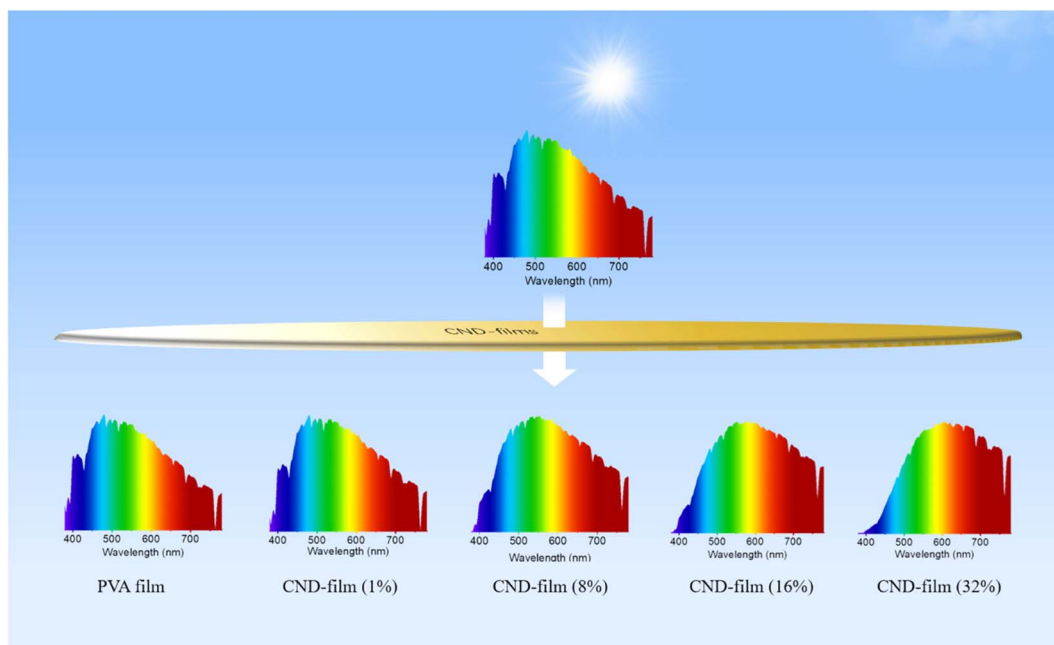 400 500 600 700
Wavelength (nm)
CND-films
400 500 600 700
Wavelength (nm)
PVA film
400 500 600 700
Wavelength (nm)
CND-film (1%)
400 500 600 700
Wavelength (nm)
CND-film (8%)
400 500 600 700
Wavelength (nm)
CND-film (16%)
400 500 600 700
Wavelength (nm)
CND-film (32%)